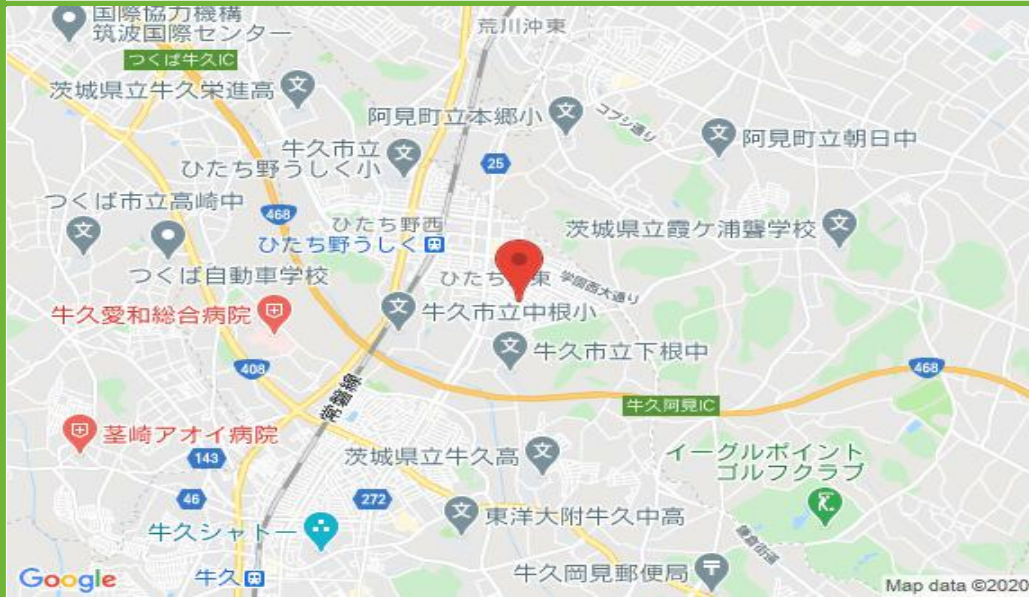 国際協力機構
筑波国際センター
荒川沖東
つくば牛久IC
茨城県立牛久栄進高
阿見町立本郷小
コブシ通り
阿見町立朝日中
牛久市立
ひたち野うしく小
25
つくば市立高崎中
468
ひたち野西
茨城県立霞ケ浦聾学校
ひたち野うしく
つくば自動車学校
学園西大通り
牛久愛和総合病院
牛久市立中根小
牛久市立下根中
408
468
常磐線
牛久阿見IC
茎崎アオイ病院
143
茨城県立牛久高
イーグルポイント
ゴルフクラブ
46
272
牛久シャトー
東洋大附牛久中高
鎌倉街道
牛久
牛久岡見郵便局
Google
Map data ©2020